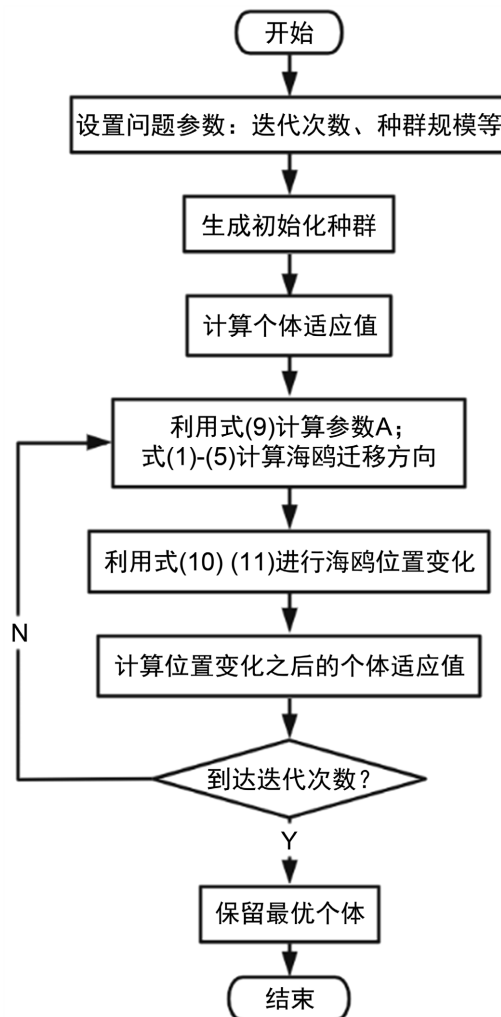 开始
设置问题参数：迭代次数、种群规模等
生成初始化种群
计算个体适应值
利用式(9)计算参数A；
式(1)-(5)计算海鸥迁移方向
利用式(10) (11)进行海鸥位置变化
N
计算位置变化之后的个体适应值
到达迭代次数？
Y
保留最优个体
结束